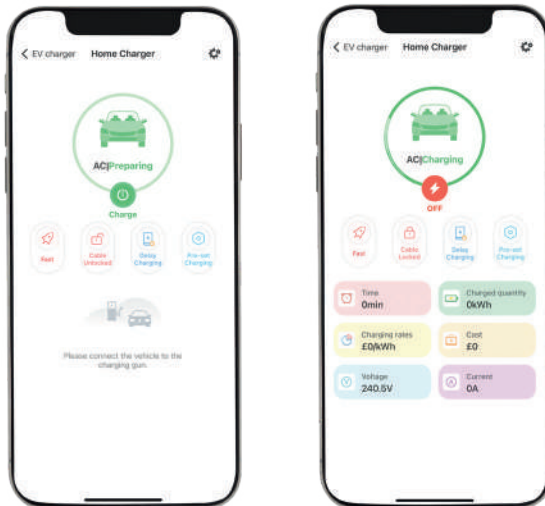 EV charger Home Charger
AC|Preparing
Charge
Fast
Cable
Unlocked
Delay
Charging
Pre-set
Charging
Please connect the vehicle to the
charging gun.
EV charger Home Charger
AC|Charging
OFF
Fast
Cable
Locked
Delay
Charging
Pre-set
Charging
Time
0min
Charged quantity
0kWh
Charging rates
£0/kWh
Cost
£0
Voltage
240.5V
Current
0A